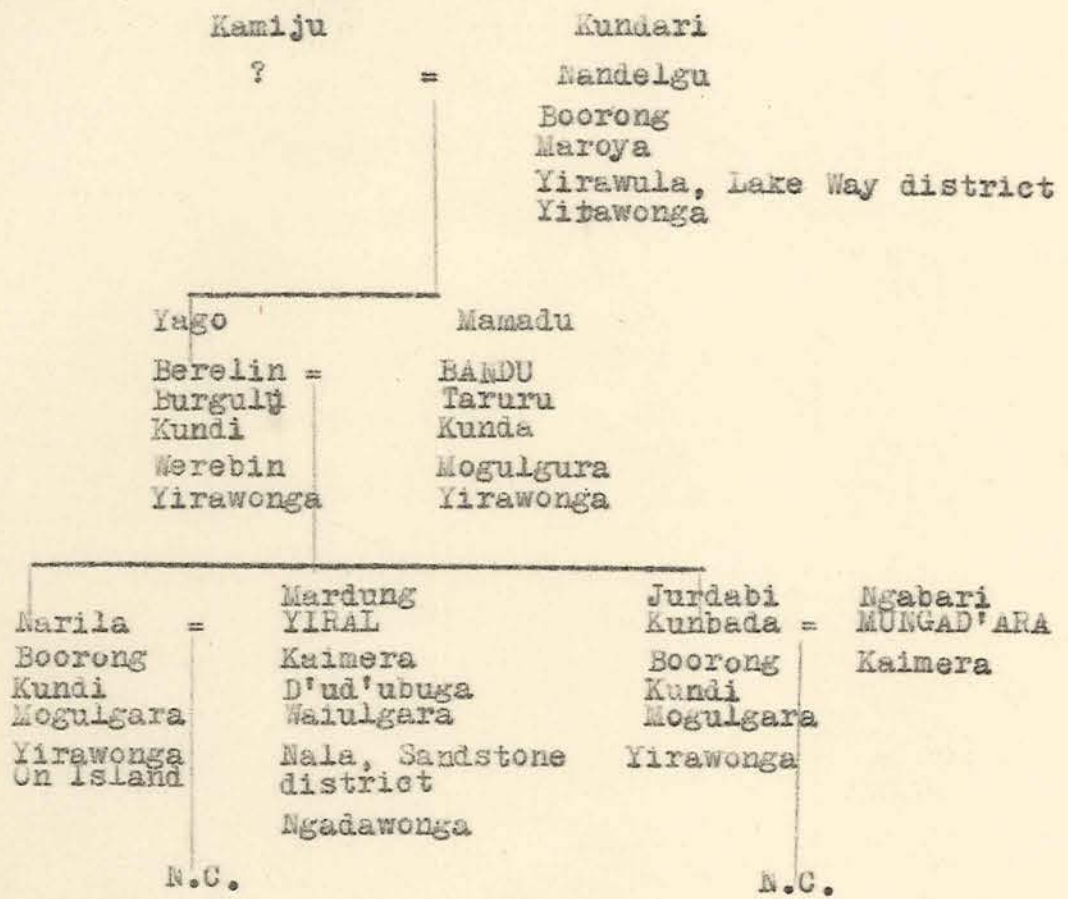 Kamiju Kundari
? = Nandelgu
Boorong
Maroya
Yirawula, Lake Way district
Yirawonga
Yago Mamadu
Berelin = BANDU
Burgulu Taruru
Kundi Kunda
Werebin Mogulgura
Yirawonga Yirawonga
Mardung Jurdabi Ngabari
Narila = YIRAL Kunbada = MUNGAD'ARA
Boorong Kaimera Boorong Kaimera
Kundi D'ud'ubuga Kundi
Mogulgara Waiulgara Mogulgara
Yirawonga Nala, Sandstone Yirawonga
On Island district
Ngadawonga
N.C. N.C.